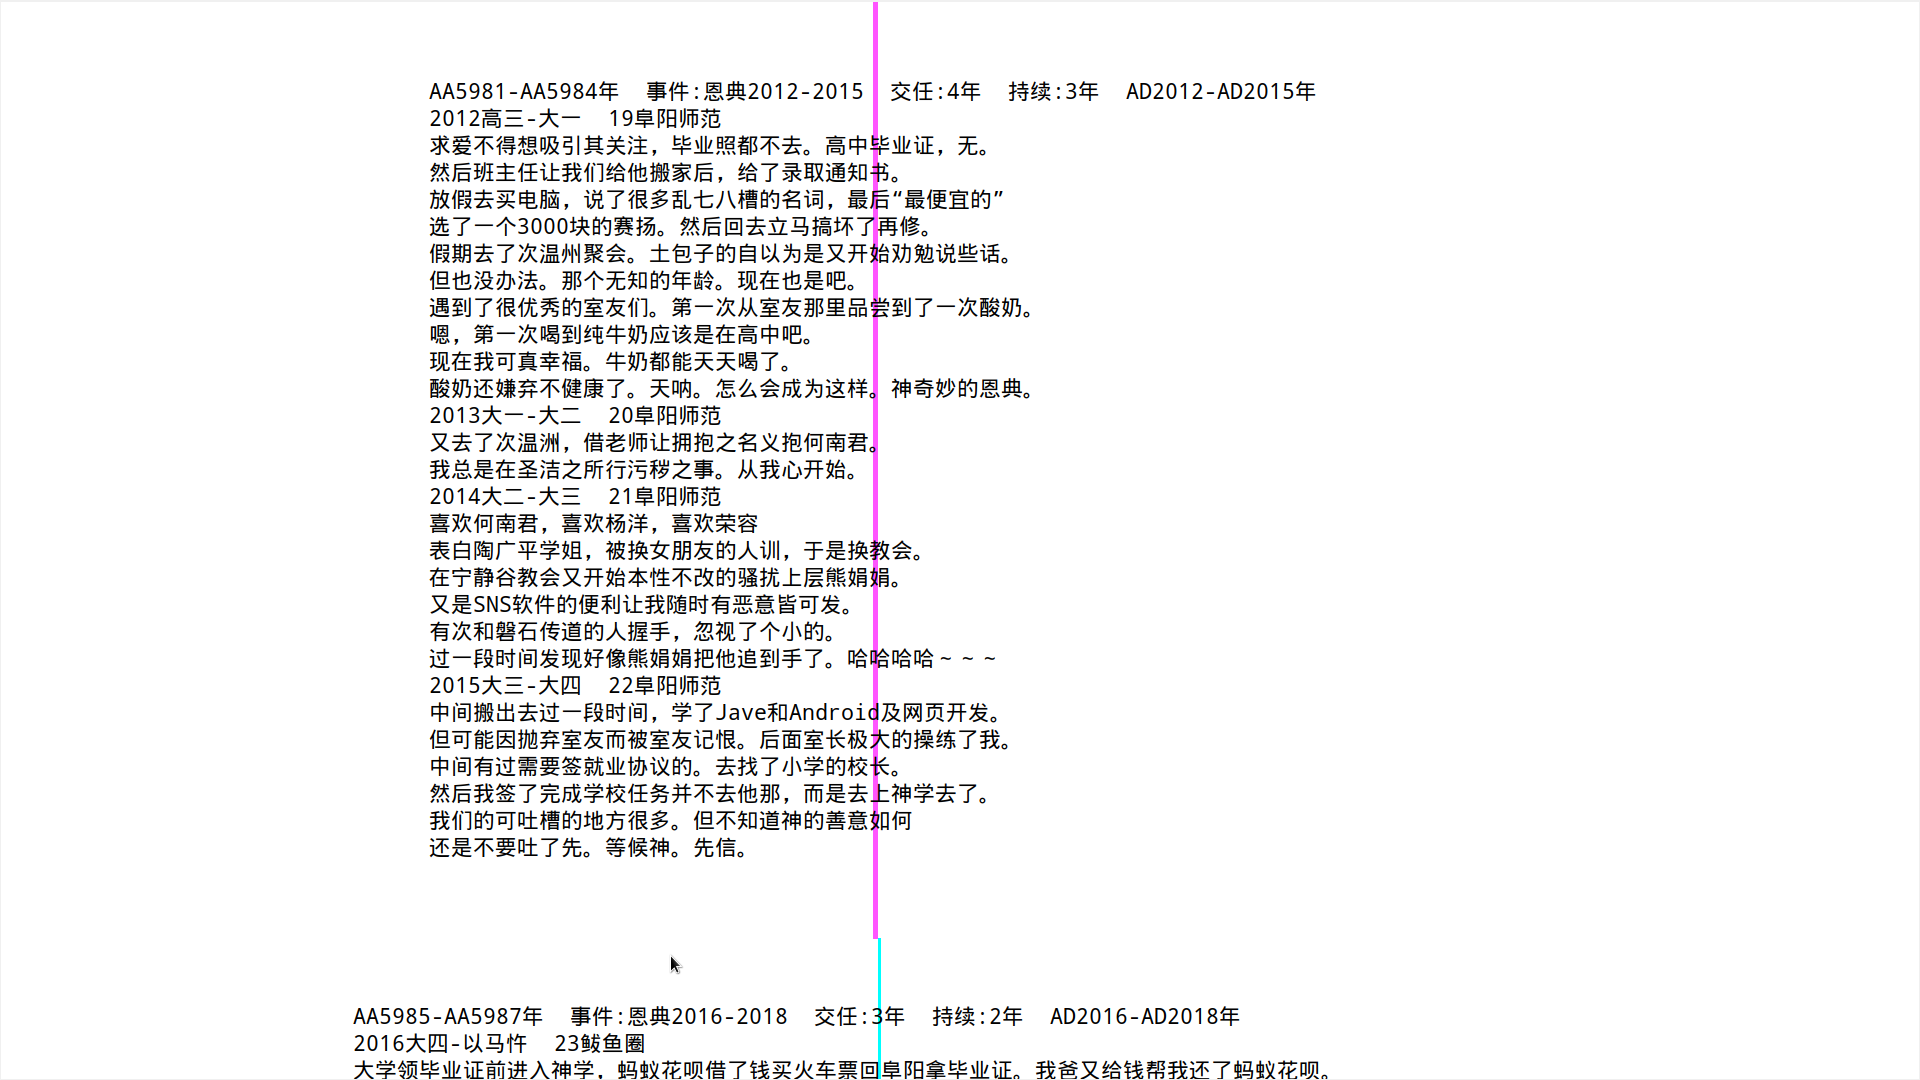 AA5981-AA5984年  事件:恩典2012-2015  交任:4年  持续:3年  AD2012-AD2015年
2012高三-大一  19阜阳师范
求爱不得想吸引其关注，毕业照都不去。高中毕业证，无。
然后班主任让我们给他搬家后，给了录取通知书。
放假去买电脑，说了很多乱七八槽的名词，最后“最便宜的”
选了一个3000块的赛扬。然后回去立马搞坏了再修。
假期去了次温州聚会。土包子的自以为是又开始劝勉说些话。
但也没办法。那个无知的年龄。现在也是吧。
遇到了很优秀的室友们。第一次从室友那里品尝到了一次酸奶。
嗯，第一次喝到纯牛奶应该是在高中吧。
现在我可真幸福。牛奶都能天天喝了。
酸奶还嫌弃不健康了。天呐。怎么会成为这样。神奇妙的恩典。
2013大一-大二  20阜阳师范
又去了次温洲，借老师让拥抱之名义抱何南君。
我总是在圣洁之所行污秽之事。从我心开始。
2014大二-大三  21阜阳师范
喜欢何南君，喜欢杨洋，喜欢荣容
表白陶广平学姐，被换女朋友的人训，于是换教会。
在宁静谷教会又开始本性不改的骚扰上层熊娟娟。
又是SNS软件的便利让我随时有恶意皆可发。
有次和磐石传道的人握手，忽视了个小的。
过一段时间发现好像熊娟娟把他追到手了。哈哈哈哈～～～
2015大三-大四  22阜阳师范
中间搬出去过一段时间，学了Jave和Android及网页开发。
但可能因抛弃室友而被室友记恨。后面室长极大的操练了我。
中间有过需要签就业协议的。去找了小学的校长。
然后我签了完成学校任务并不去他那，而是去上神学去了。
我们的可吐槽的地方很多。但不知道神的善意如何
还是不要吐了先。等候神。先信。
AA5985-AA5987年  事件:恩典2016-2018  交任:3年  持续:2年  AD2016-AD2018年
2016大四-以马忤  23鲅鱼圈
大学领毕业证前进入神学，蚂蚁花呗借了钱买火车票回阜阳拿毕业证。我爸又给钱帮我还了蚂蚁花呗。